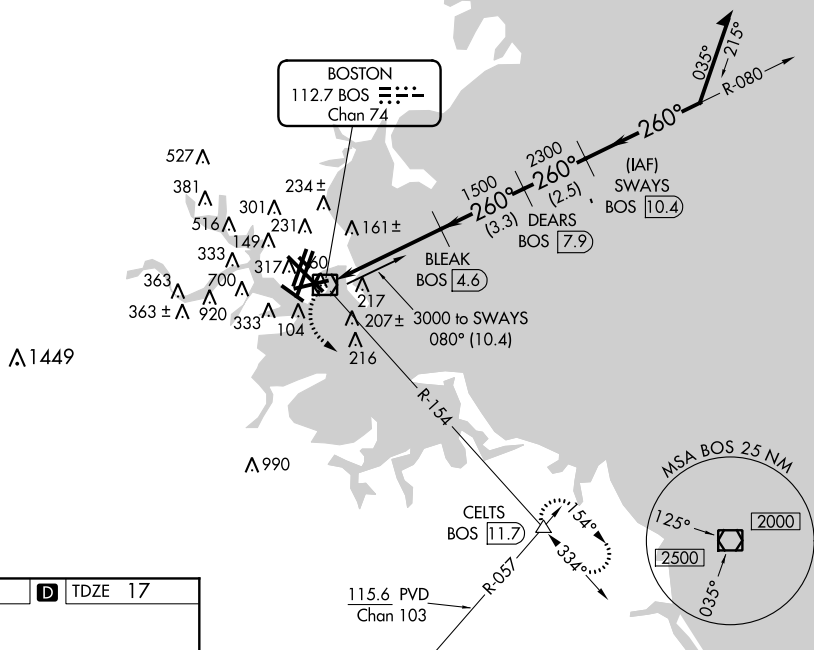 BOSTON
112.7 BOS
Chan 74
035°
215°
R-080
260°
2300
260°
(2.5)
1500
260°
(3.3)
(IAF)
SWAYS
BOS 10.4
DEARS
BOS 7.9
BLEAK
BOS 4.6
3000 to SWAYS
080° (10.4)
527
381
234 ±
301
516
231
161 ±
149
333
317
60
363
700
217
363 ±
920
333
104
207 ±
216
1449
990
R-154
CELTS
BOS 11.7
154°
334°
R-057
115.6 PVD
Chan 103
MSA BOS 25 NM
125°
2000
2500
035°
D TDZE 17